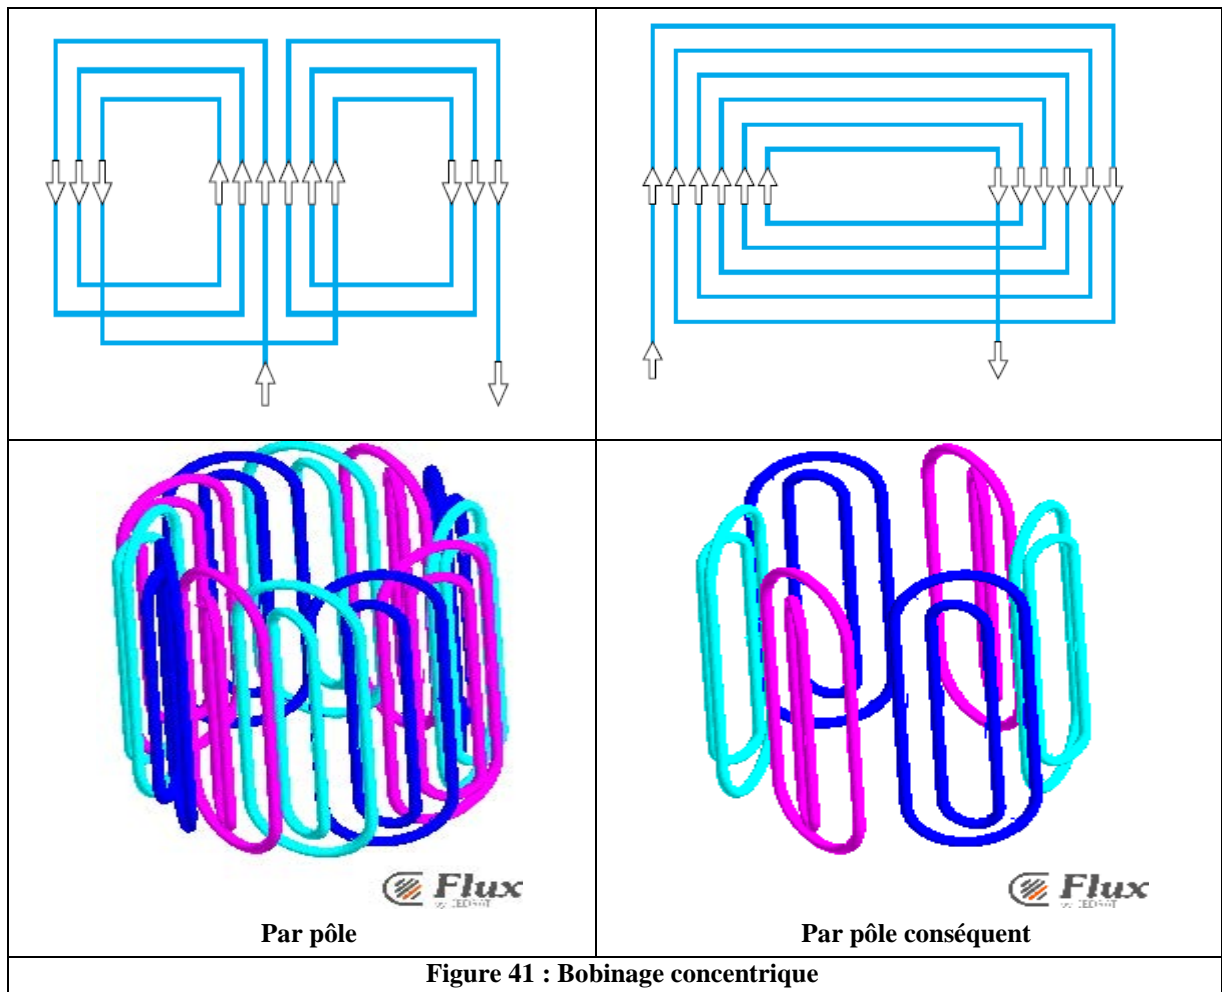 Flux
Flux
Par pôle
Par pôle conséquent
Figure 41 : Bobinage concentrique